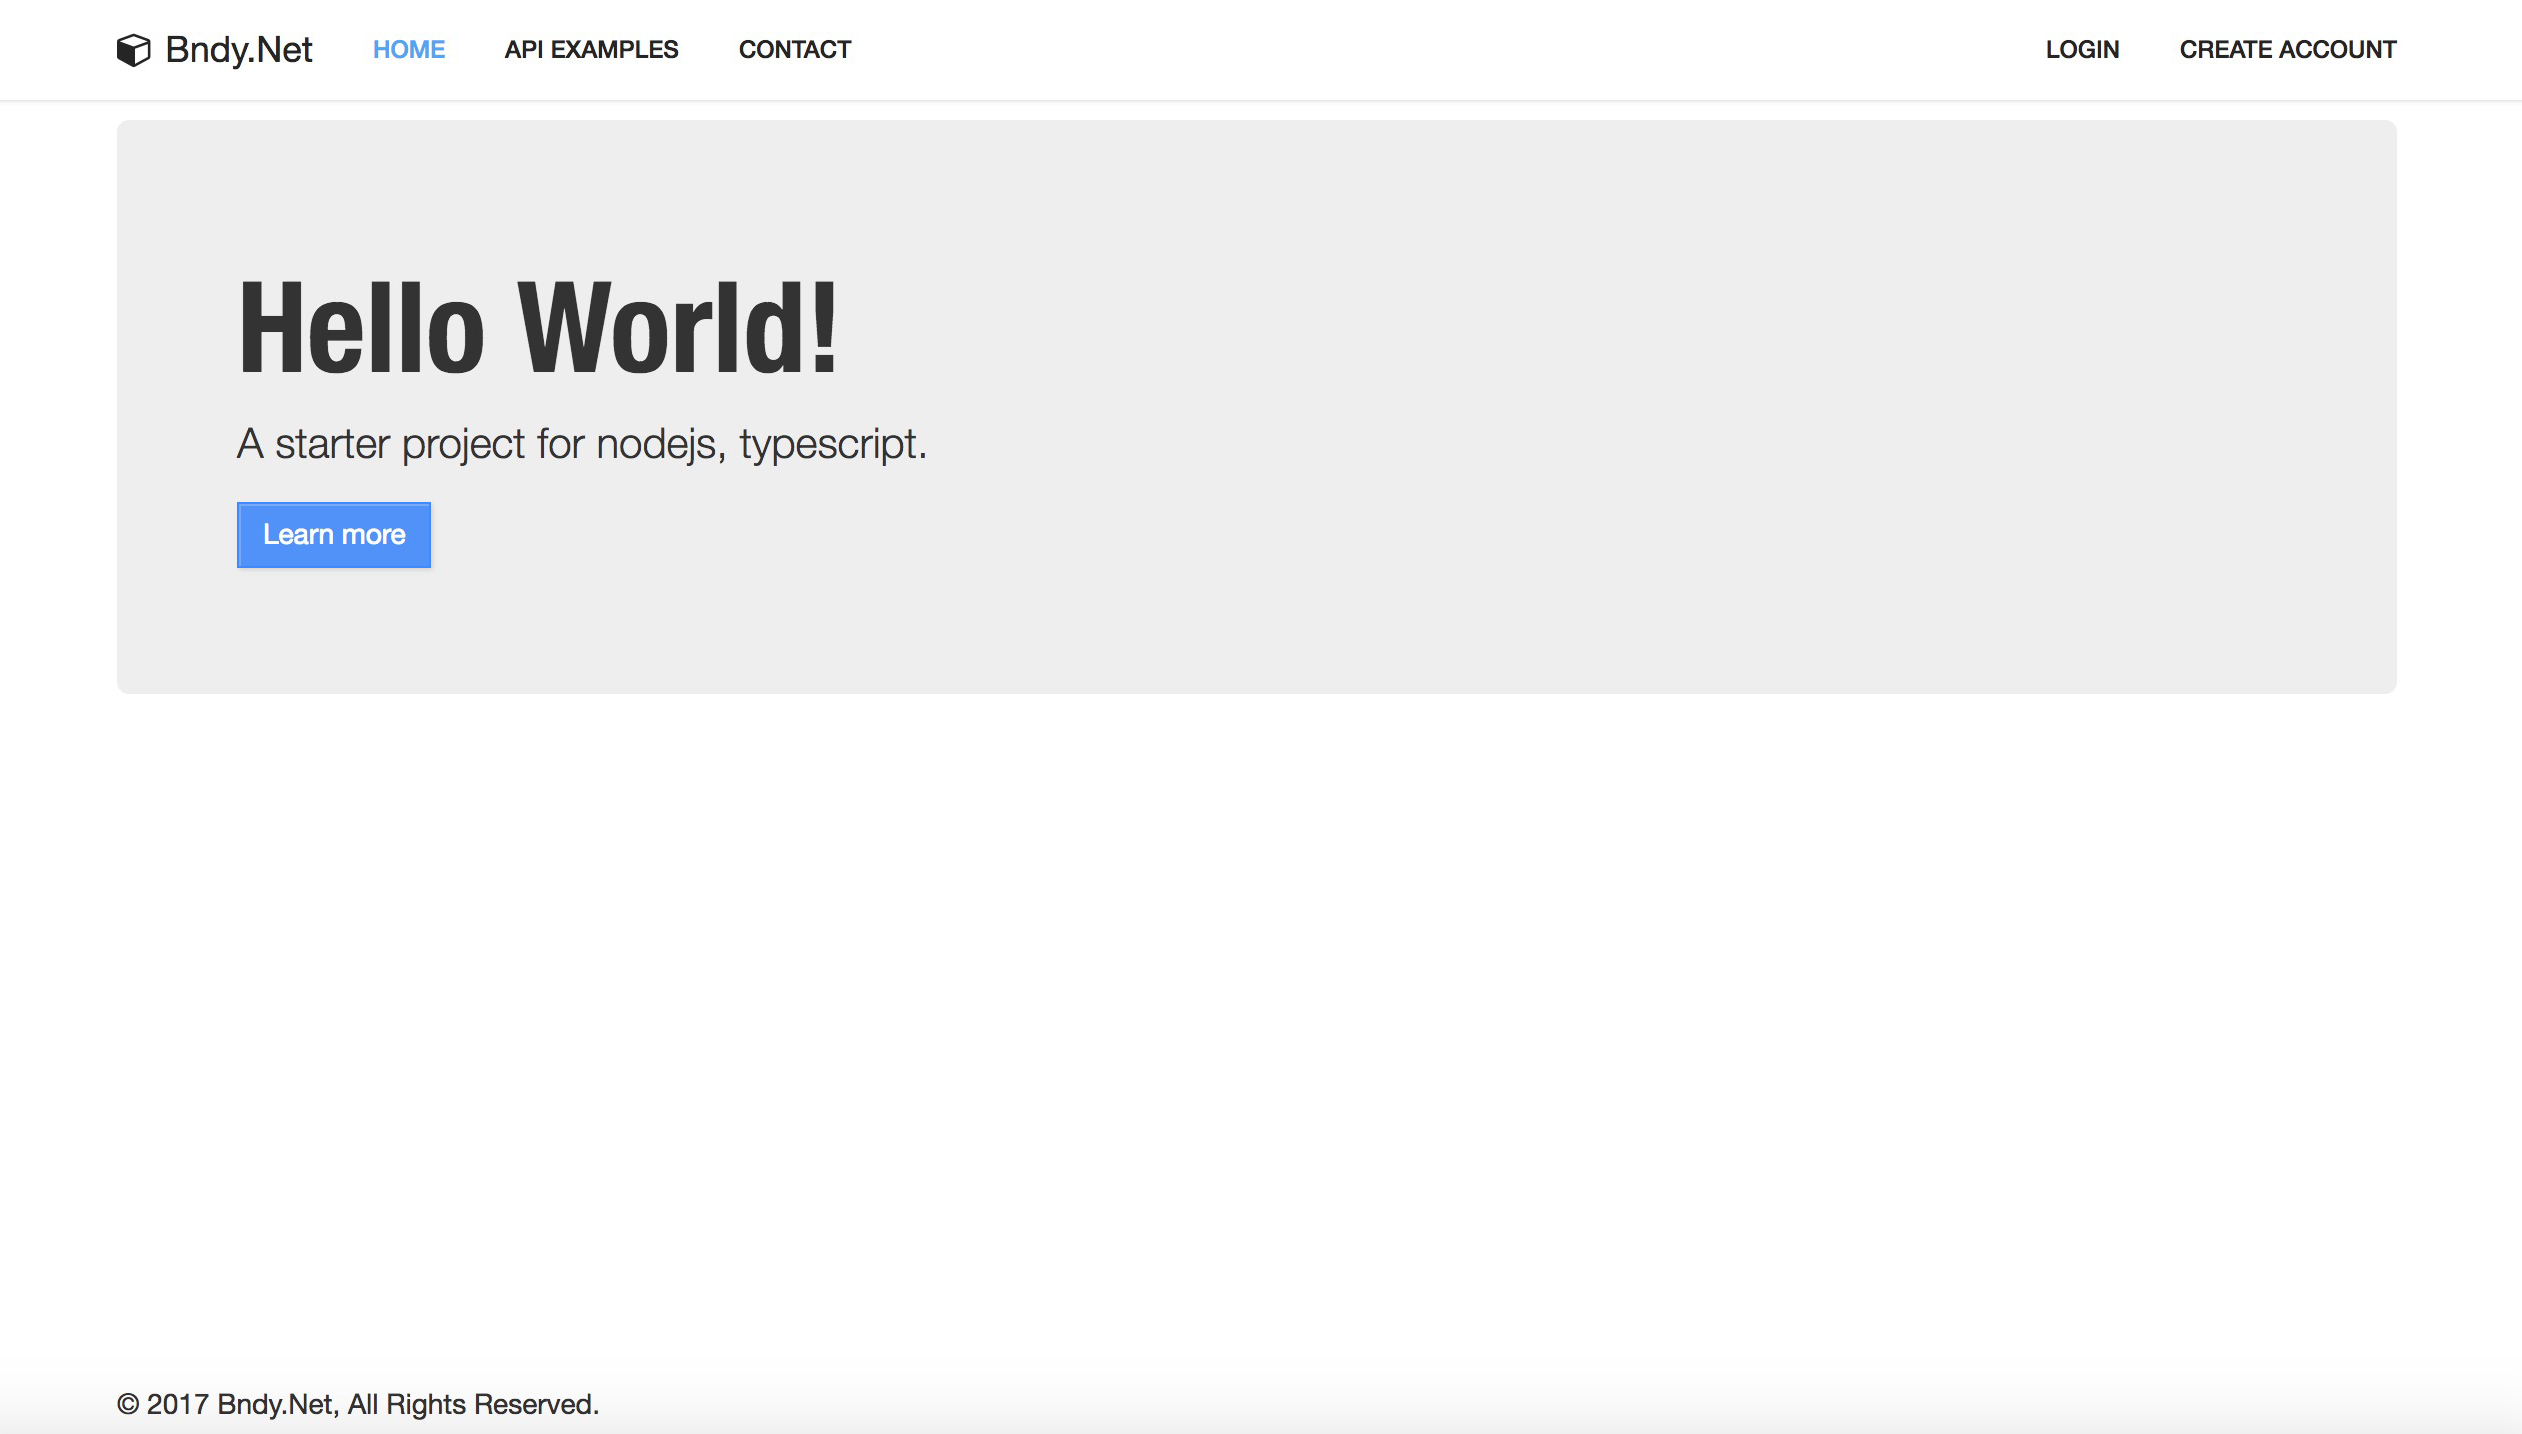 Bndy.Net HOME API EXAMPLES CONTACT LOGIN CREATE ACCOUNT
Hello World!
A starter project for nodejs, typescript.
Learn more
© 2017 Bndy.Net, All Rights Reserved.